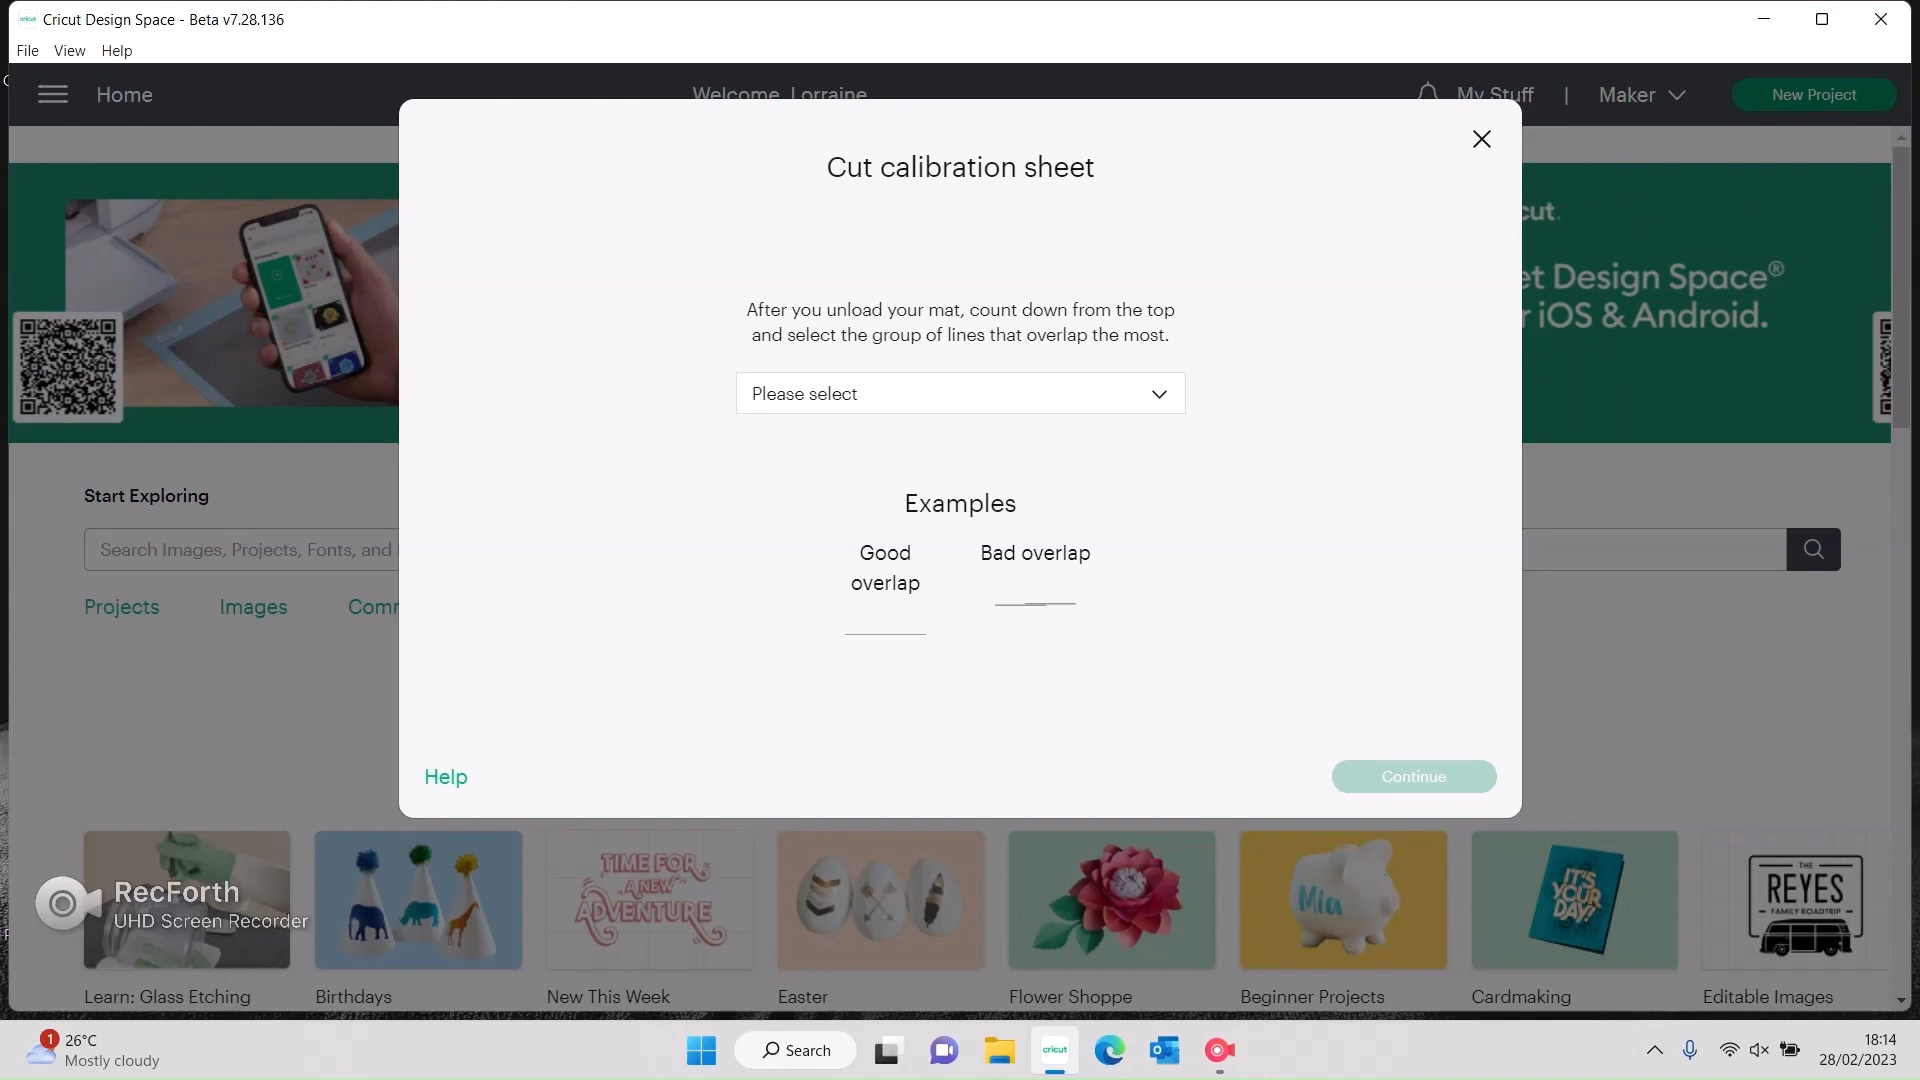 cricut Cricut Design Space - Beta v7.28.136
File View Help
Home
Welcome, Lorraine
My Stuff | Maker
New Project
Cut calibration sheet
After you unload your mat, count down from the top
and select the group of lines that overlap the most.
Please select
Examples
Good
overlap
Bad overlap
Help
Continue
cut.
et Design Space®
r iOS & Android.
Start Exploring
Search Images, Projects, Fonts, and
Projects Images Comm
TIME FOR
A NEW
ADVENTURE
Mia
IT'S
YOUR
DAY!
THE
REYES
FAMILY ROADTRIP
RecForth
UHD Screen Recorder
Learn: Glass Etching
Birthdays
New This Week
Easter
Flower Shoppe
Beginner Projects
Cardmaking
Editable Images
1
26°C
Mostly cloudy
Search
cricut
18:14
28/02/2023